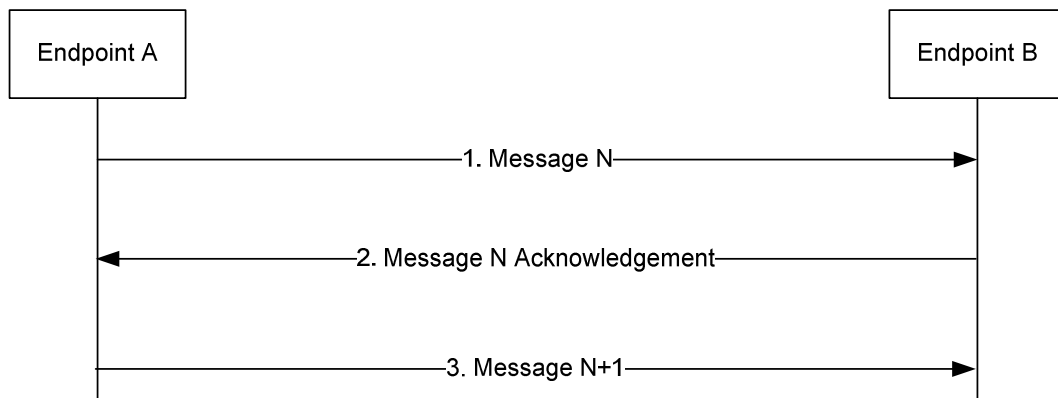 Endpoint A
Endpoint B
1. Message N
2. Message N Acknowledgement
3. Message N+1